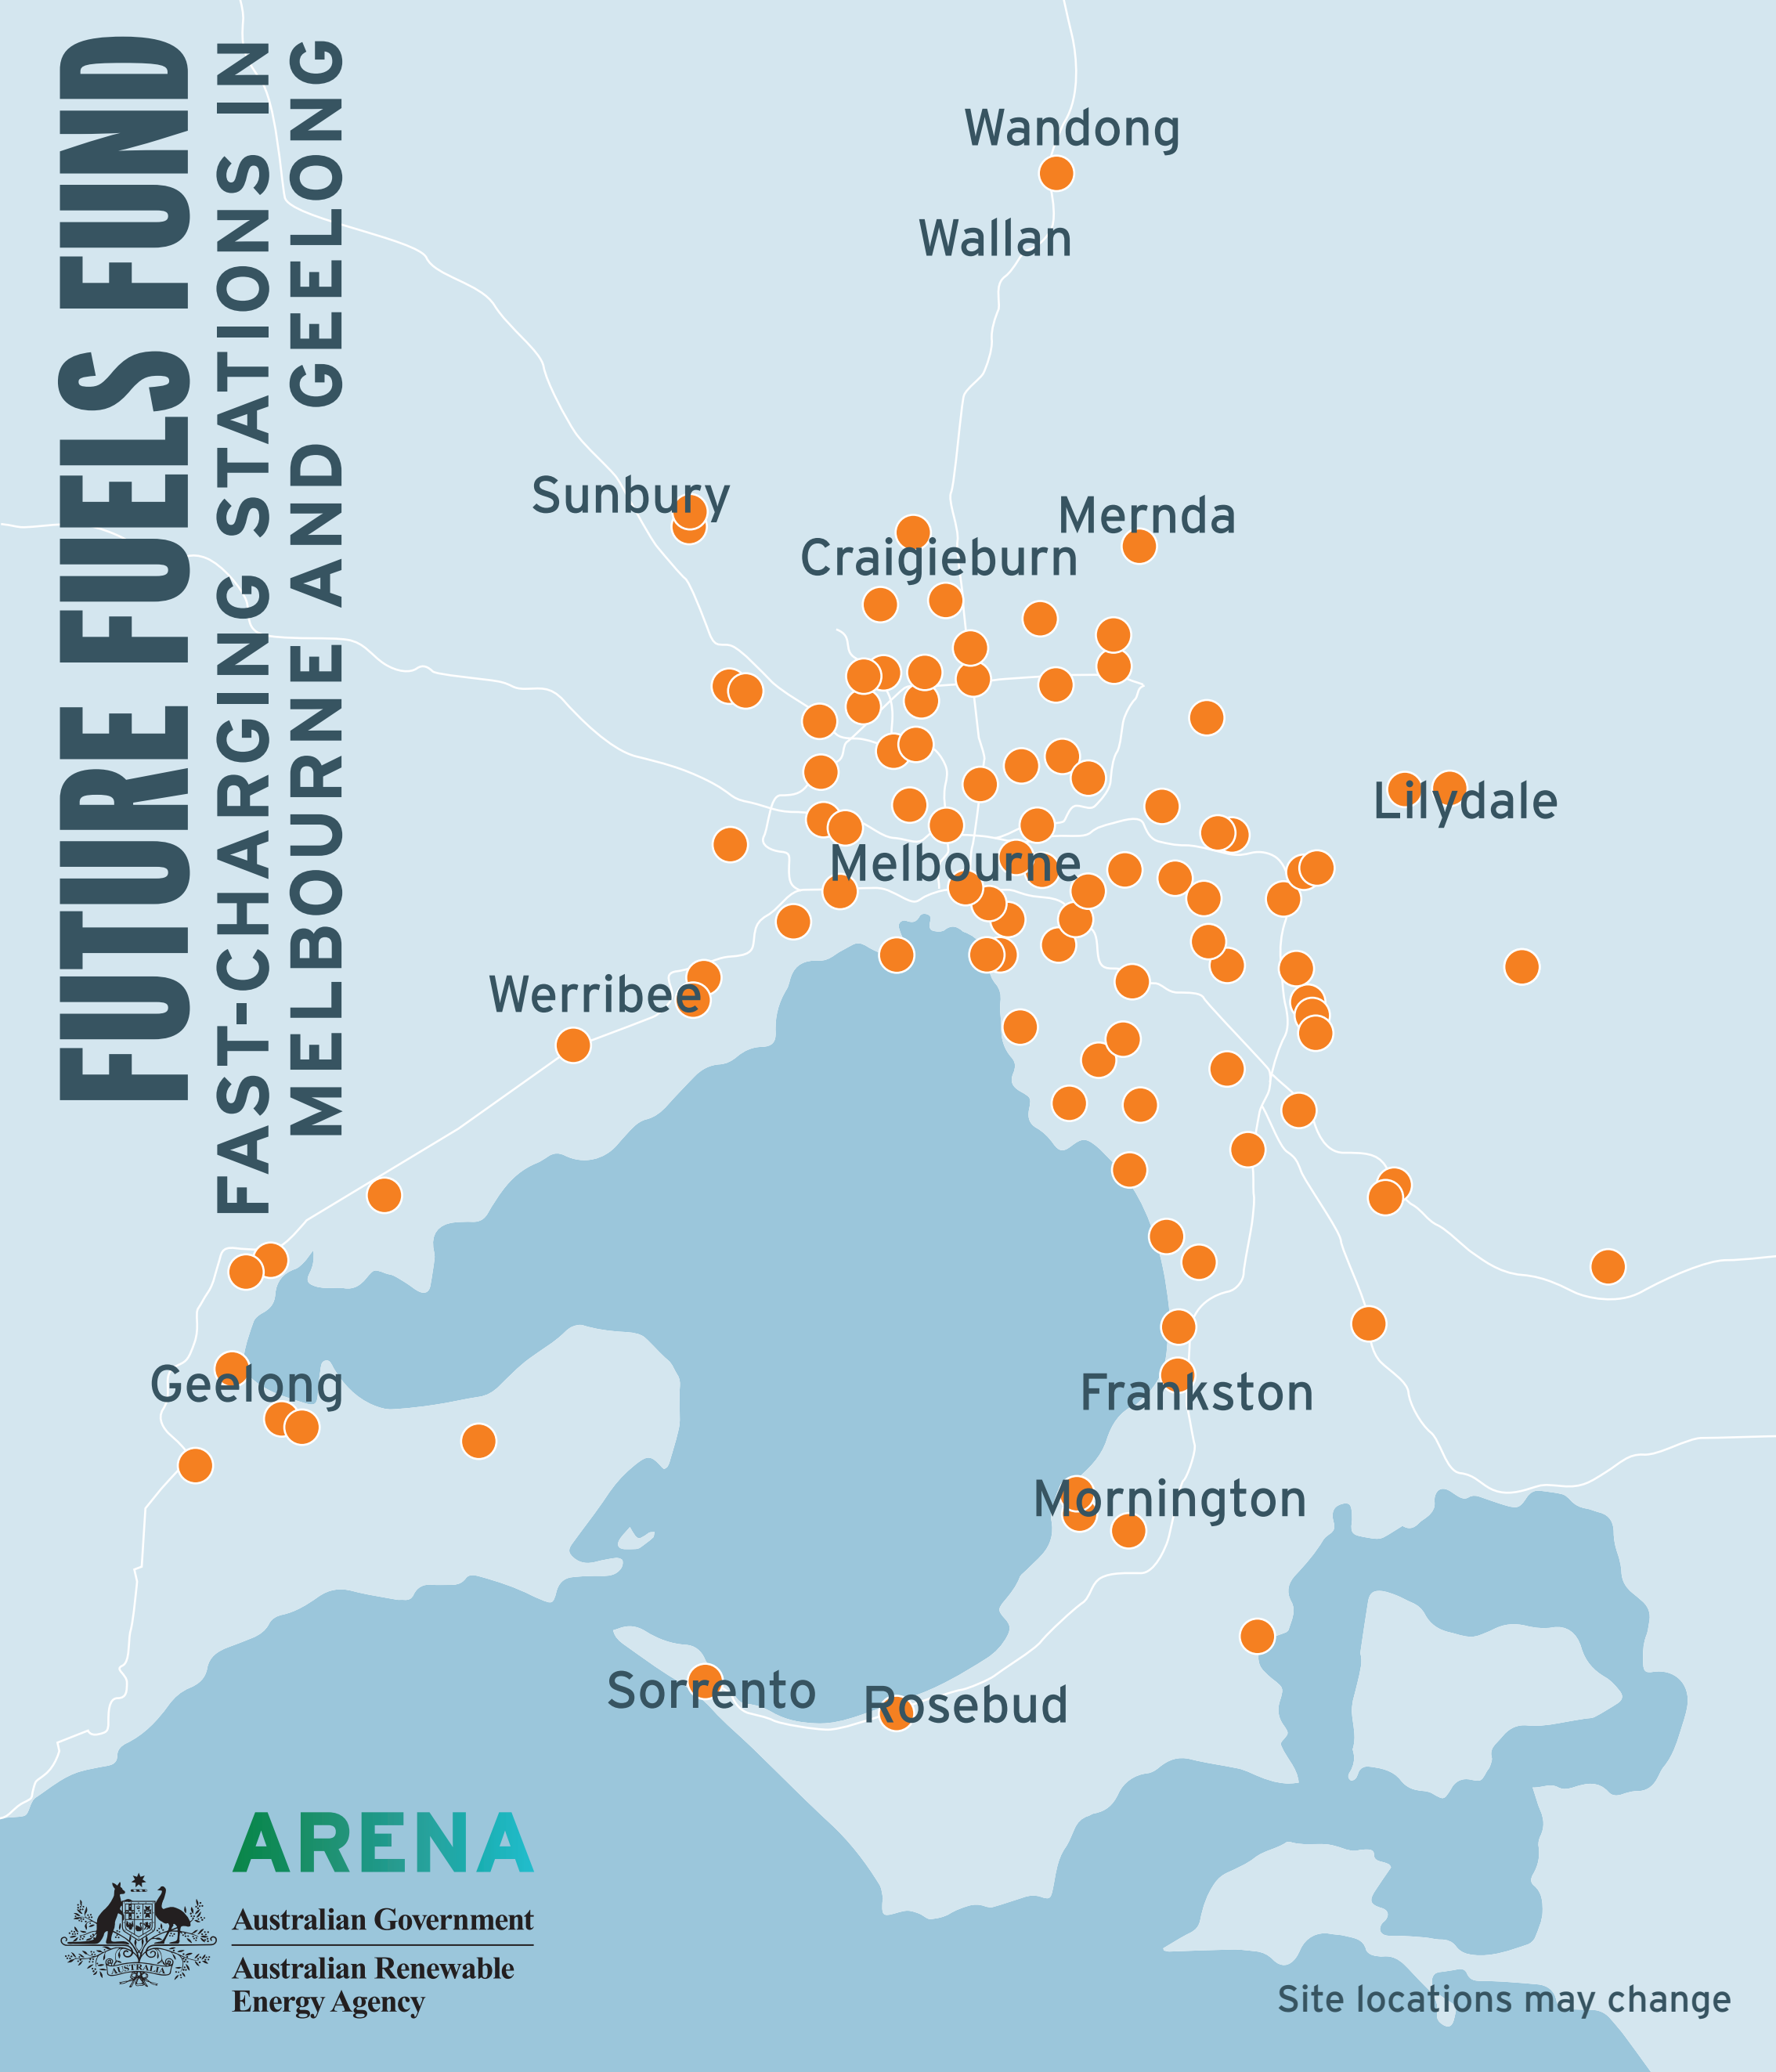 FUTURE FUELS FUND
FAST-CHARGING STATIONS IN
MELBOURNE AND GEELONG
Wandong
Wallan
Sunbury
Mernda
Craigieburn
Lilydale
Melbourne
Werribee
Geelong
Frankston
Mornington
Sorrento
Rosebud
ARENA
Australian Government
Australian Renewable
Energy Agency
AUSTRALIA
Site locations may change